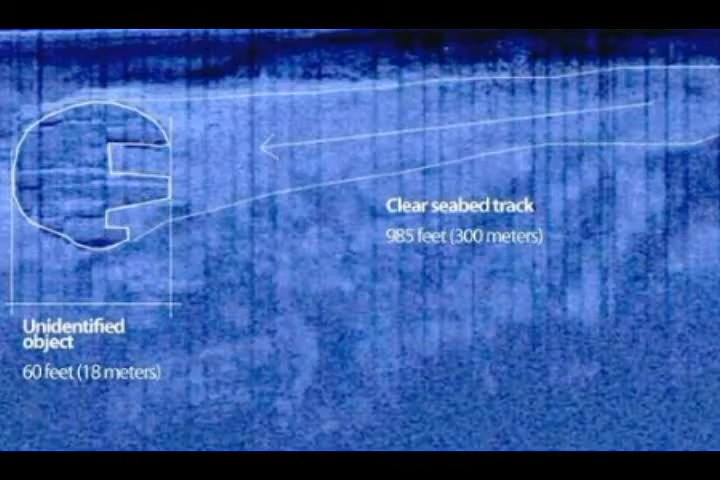 Clear seabed track
985 feet (300 meters)
Unidentified
object
60 feet (18 meters)